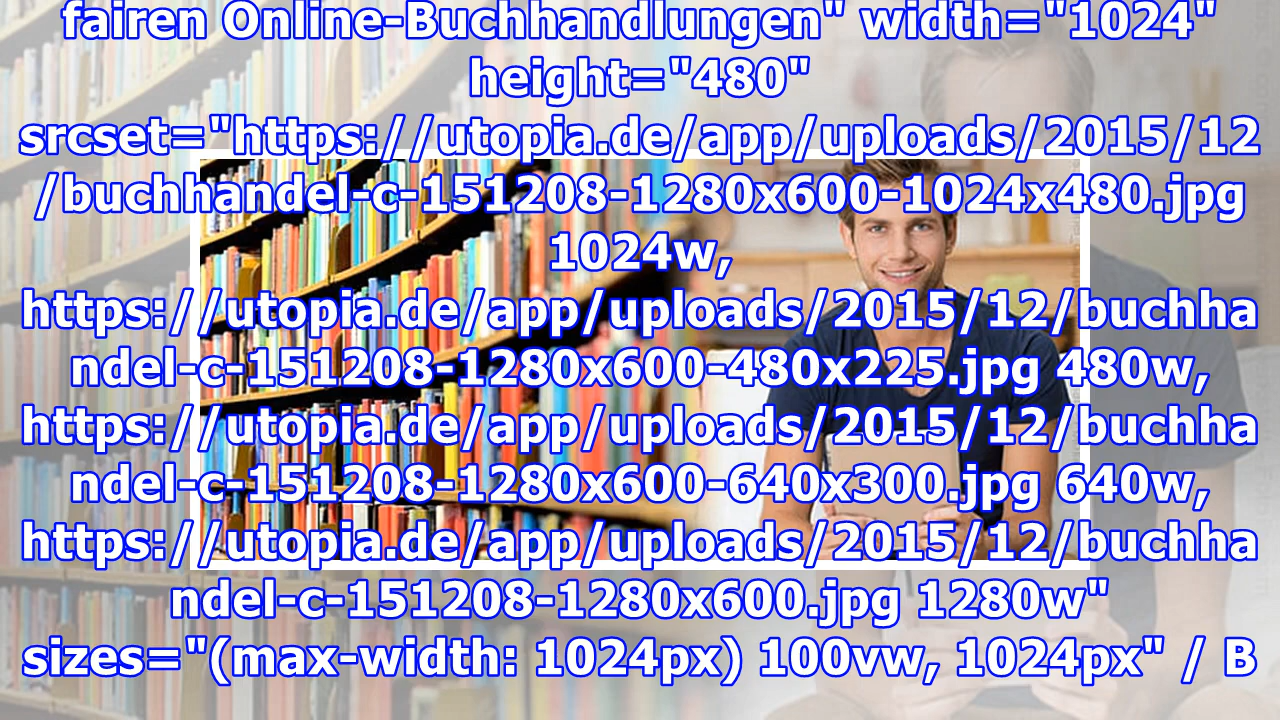 fairen Online-Buchhandlungen" width="1024"
height="480"
srcset="https://utopia.de/app/uploads/2015/12
/buchhandel-c-151208-1280x600-1024x480.jpg
1024w,
https://utopia.de/app/uploads/2015/12/buchha
ndel-c-151208-1280x600-480x225.jpg 480w,
https://utopia.de/app/uploads/2015/12/buchha
ndel-c-151208-1280x600-640x300.jpg 640w,
https://utopia.de/app/uploads/2015/12/buchha
ndel-c-151208-1280x600.jpg 1280w"
sizes="(max-width: 1024px) 100vw, 1024px" / B